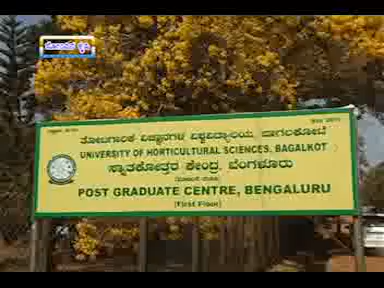 ತೋಟಗಾರಿಕೆ ವಿಜ್ಞಾನಗಳ ವಿಶ್ವವಿದ್ಯಾಲಯ, ಬಾಗಲಕೋಟೆ
UNIVERSITY OF HORTICULTURAL SCIENCES, BAGALKOT
ಸ್ನಾತಕೋತ್ತರ ಕೇಂದ್ರ, ಬೆಂಗಳೂರು
POST GRADUATE CENTRE, BENGALURU
(First Floor)